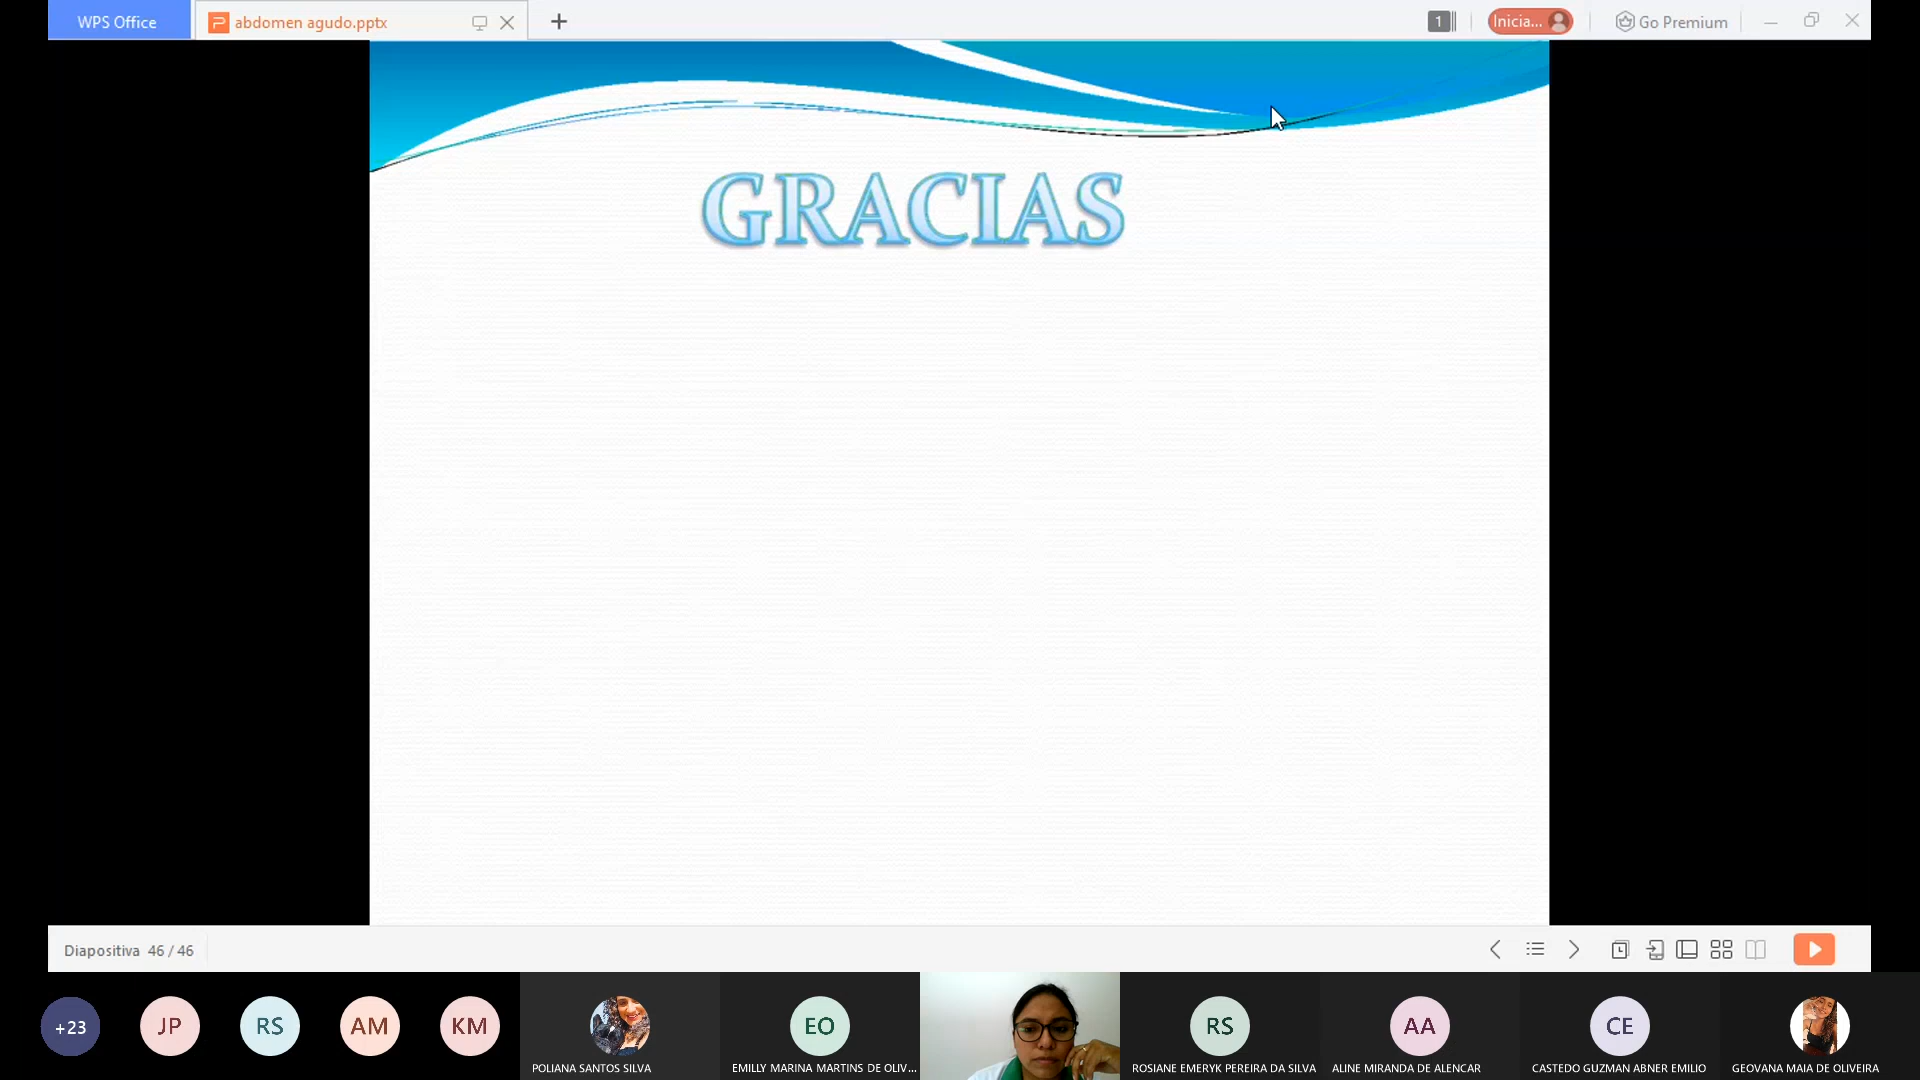 WPS Office
abdomen agudo.pptx
1
Inicia...
Go Premium
GRACIAS
Diapositiva 46 / 46
+23
JP
RS
AM
KM
POLIANA SANTOS SILVA
EO
EMILLY MARINA MARTINS DE OLIV...
RS
ROSIANE EMERYK PEREIRA DA SILVA
AA
ALINE MIRANDA DE ALENCAR
CE
CASTEDO GUZMAN ABNER EMILIO
GEOVANA MAIA DE OLIVEIRA